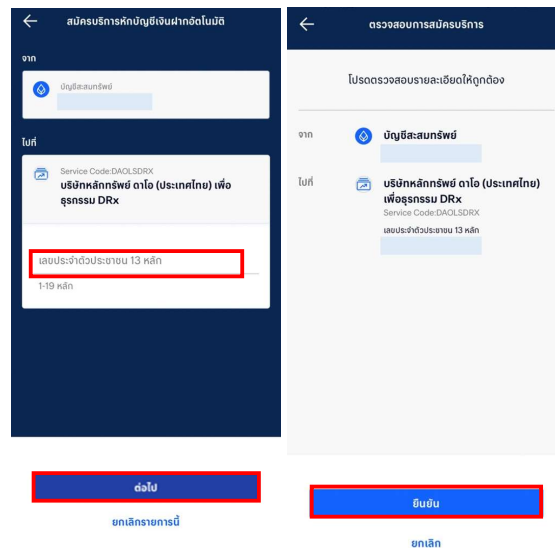 สมัครบริการหักบัญชีเงินฝากอัตโนมัติ
จาก
บัญชีสะสมทรัพย์
ไปที่
Service Code:DAOLSDRX
บริษัทหลักทรัพย์ ดาโอ (ประเทศไทย) เพื่อ
ธุรกรรม DRx
เลขประจำตัวประชาชน 13 หลัก
1-19 หลัก
ต่อไป
ยกเลิกรายการนี้
ตรวจสอบการสมัครบริการ
โปรดตรวจสอบรายละเอียดให้ถูกต้อง
จาก
บัญชีสะสมทรัพย์
ไปที่
บริษัทหลักทรัพย์ ดาโอ (ประเทศไทย)
เพื่อธุรกรรม DRx
Service Code:DAOLSDRX
เลขประจำตัวประชาชน 13 หลัก
ยืนยัน
ยกเลิก